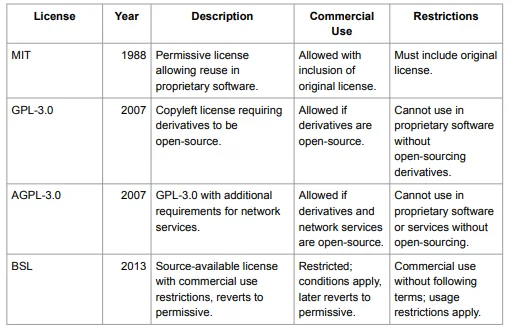 License Year Description Commercial Use Restrictions
MIT 1988 Permissive license allowing reuse in proprietary software. Allowed with inclusion of original license. Must include original license.
GPL-3.0 2007 Copyleft license requiring derivatives to be open-source. Allowed if derivatives are open-source. Cannot use in proprietary software without open-sourcing derivatives.
AGPL-3.0 2007 GPL-3.0 with additional requirements for network services. Allowed if derivatives and network services are open-source. Cannot use in proprietary software or services without open-sourcing.
BSL 2013 Source-available license with commercial use restrictions, reverts to permissive. Restricted; conditions apply, later reverts to permissive. Commercial use without following terms; usage restrictions apply.